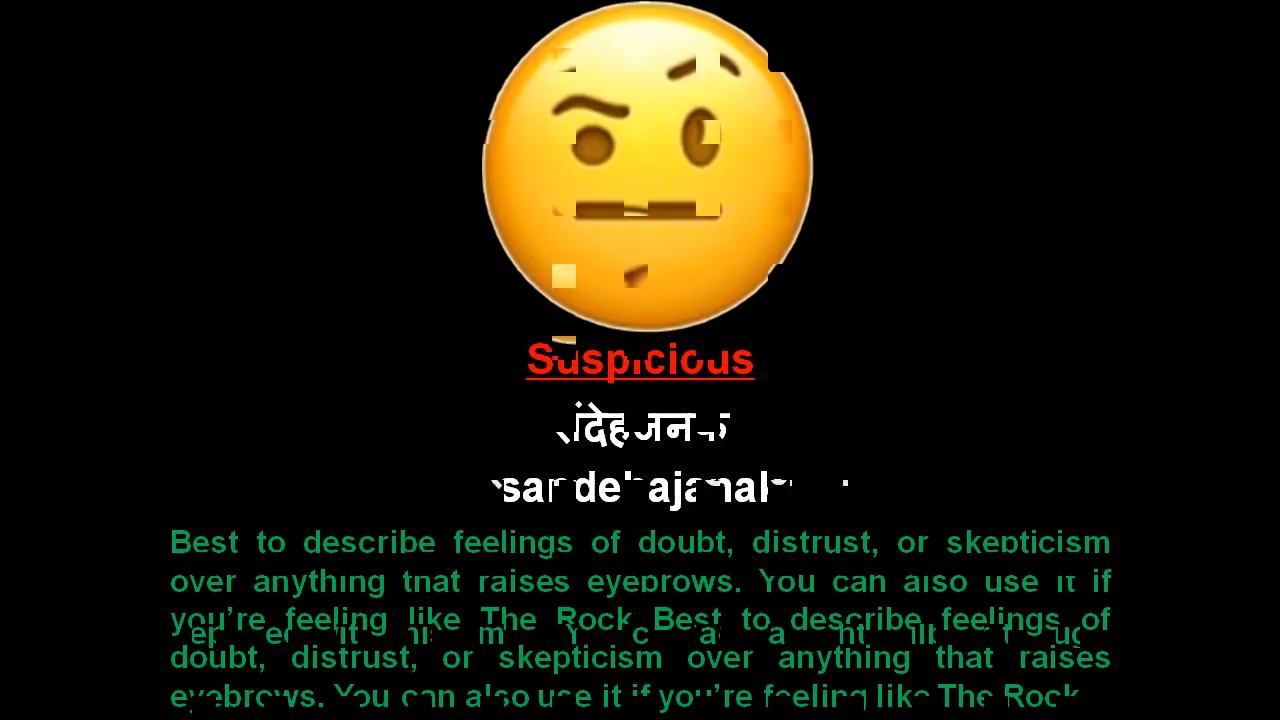 Suspicious
संदेहजनक
sandehajanak
Best to describe feelings of doubt, distrust, or skepticism
over anything that raises eyebrows. You can also use it if
you’re feeling like The Rock Best to describe feelings of
doubt, distrust, or skepticism over anything that raises
eyebrows. You can also use it if you’re feeling like The Rock